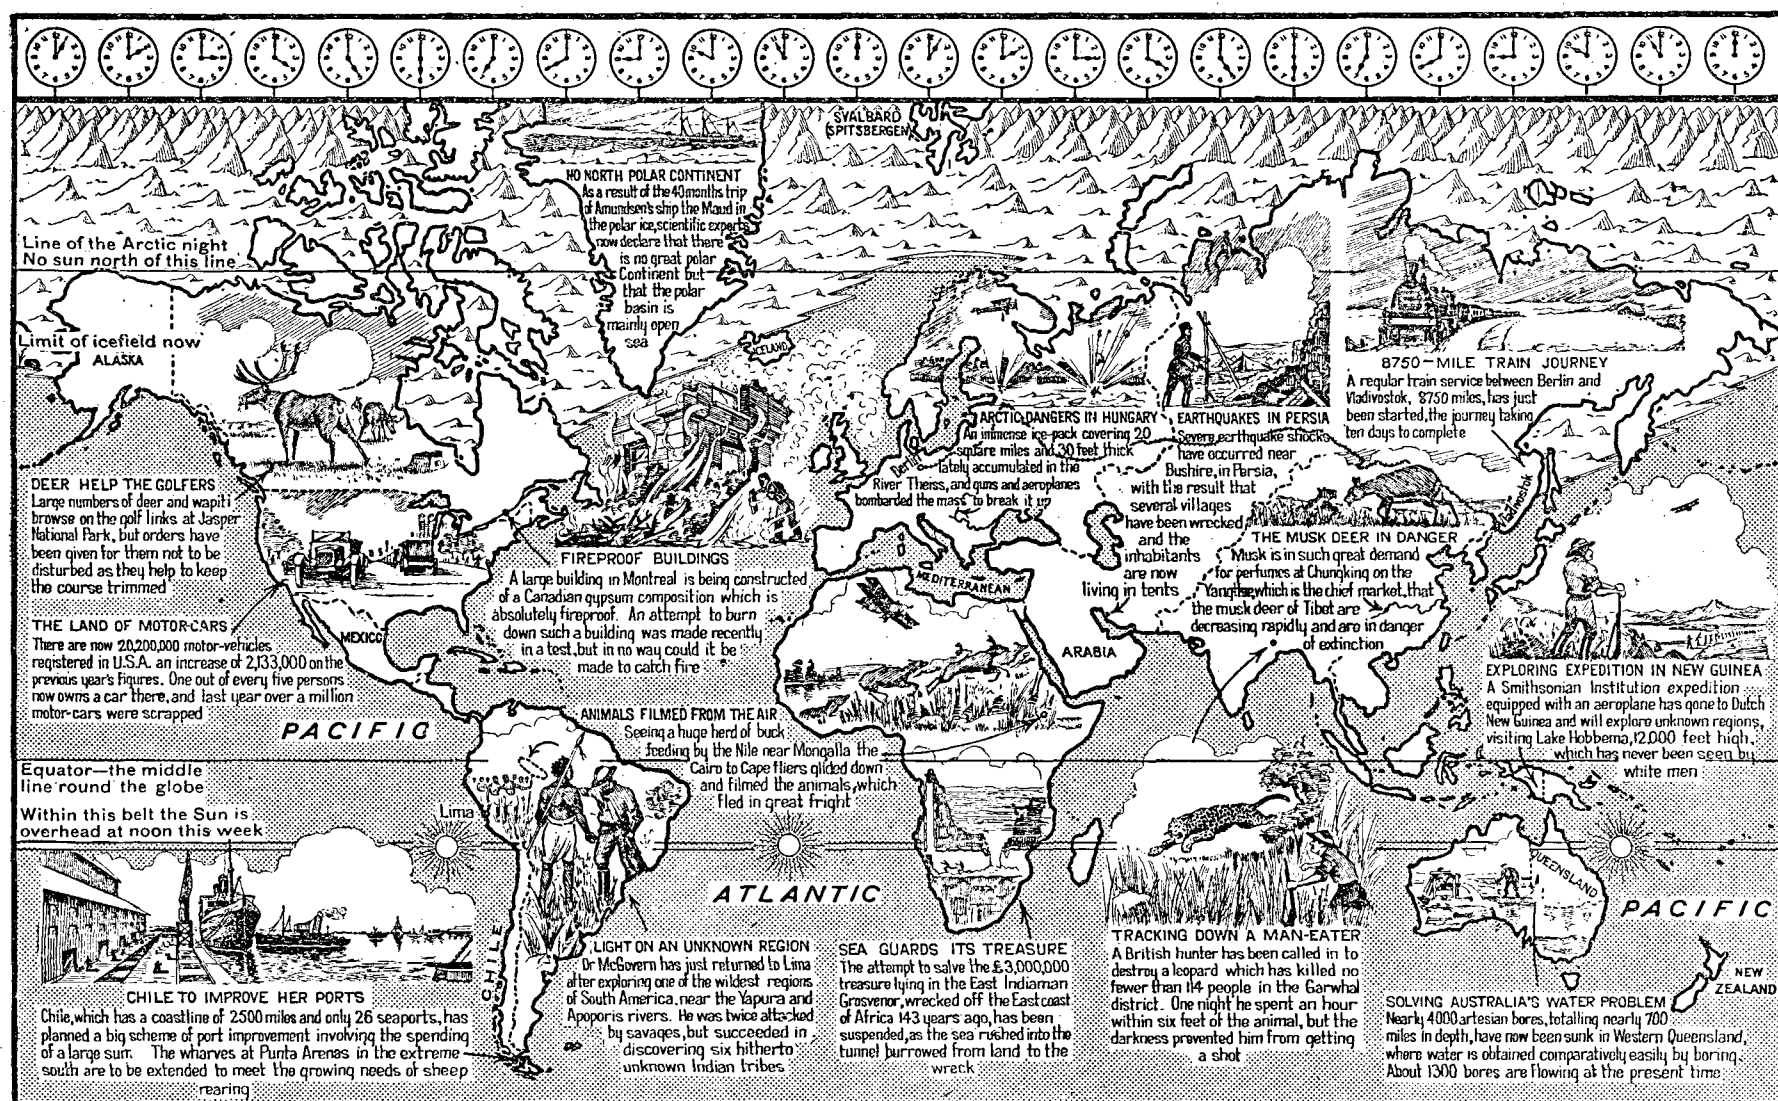 SVALBARD
(SPITSBERGEN)
NO NORTH POLAR CONTINENT
As a result of the 40months trip
of Amundsen's ship the Maud in
the polar ice, scientific experts
now declare that there
is no great polar
Continent but
that the polar
basin is
mainly open
sea
Line of the Arctic night
No sun north of this line
Limit of icefield now
ALASKA
ICELAND
8750-MILE TRAIN JOURNEY
A regular train service between Berlin and
Vladivostok, 8750 miles, has just
been started, the journey taking
ten days to complete
ARCTIC DANGERS IN HUNGARY
An immense ice-pack covering 20
square miles and 30 feet thick
lately accumulated in the
River Theiss, and guns and aeroplanes
bombarded the mass to break it up
Berlin
EARTHQUAKES IN PERSIA
Severe earthquake shocks
have occurred near
Bushire, in Persia,
with the result that
several villages
have been wrecked
and the
inhabitants
are now
living in tents
Vladivostok
DEER HELP THE GOLFERS
Large numbers of deer and wapiti
browse on the golf links at Jasper
National Park, but orders have
been given for them not to be
disturbed as they help to keep
the course trimmed
THE MUSK DEER IN DANGER
Musk is in such great demand
for perfumes at Chungking on the
Yangtse, which is the chief market, that
the musk deer of Tibet are
decreasing rapidly and are in danger
of extinction
FIREPROOF BUILDINGS
A large building in Montreal is being constructed
of a Canadian gypsum composition which is
absolutely fireproof. An attempt to burn
down such a building was made recently
in a test, but in no way could it be
made to catch fire
MEDITERRANEAN
THE LAND OF MOTOR-CARS
There are now 20,200,000 motor-vehicles
registered in U.S.A. an increase of 2,133,000 on the
previous year's figures. One out of every five persons
now owns a car there, and last year over a million
motor-cars were scrapped
MEXICO
ARABIA
EXPLORING EXPEDITION IN NEW GUINEA
A Smithsonian Institution expedition
equipped with an aeroplane has gone to Dutch
New Guinea and will explore unknown regions,
visiting Lake Hobbema, 12,000 feet high,
which has never been seen by
white men
PACIFIC
ANIMALS FILMED FROM THE AIR
Seeing a huge herd of buck
feeding by the Nile near Mongalla the
Cairo to Cape fliers glided down
and filmed the animals, which
fled in great fright
Equator—the middle
line round the globe
Within this belt the Sun is
overhead at noon this week
Lima
QUEENSLAND
ATLANTIC
PACIFIC
CHILE
CHILE TO IMPROVE HER PORTS
Chile, which has a coastline of 2500 miles and only 26 seaports, has
planned a big scheme of port improvement involving the spending
of a large sum. The wharves at Punta Arenas in the extreme
south are to be extended to meet the growing needs of sheep
rearing
LIGHT ON AN UNKNOWN REGION
Dr McGovern has just returned to Lima
after exploring one of the wildest regions
of South America, near the Yapura and
Apoporis rivers. He was twice attacked
by savages, but succeeded in
discovering six hitherto
unknown Indian tribes
SEA GUARDS ITS TREASURE
The attempt to salve the £3,000,000
treasure lying in the East Indiaman
Grosvenor, wrecked off the East coast
of Africa 143 years ago, has been
suspended, as the sea rushed into the
tunnel burrowed from land to the
wreck
TRACKING DOWN A MAN-EATER
A British hunter has been called in to
destroy a leopard which has killed no
fewer than 114 people in the Garwhal
district. One night he spent an hour
within six feet of the animal, but the
darkness prevented him from getting
a shot
SOLVING AUSTRALIA'S WATER PROBLEM
Nearly 4000 artesian bores, totalling nearly 700
miles in depth, have now been sunk in Western Queensland,
where water is obtained comparatively easily by boring.
About 1300 bores are flowing at the present time
NEW
ZEALAND